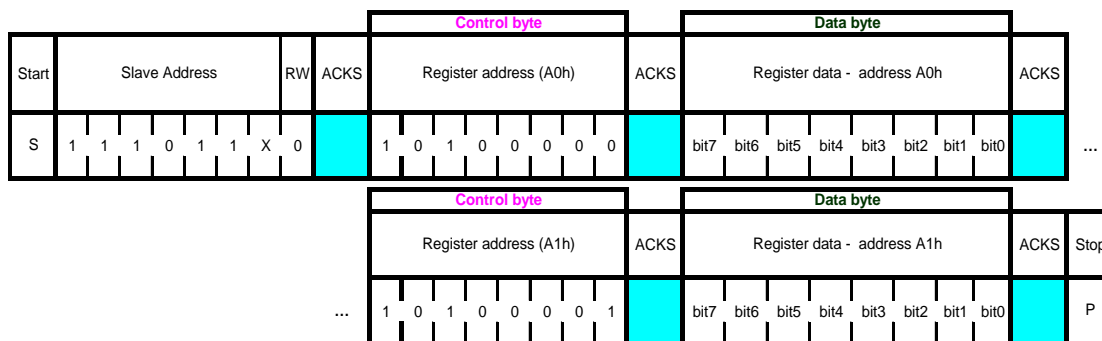 Control byte Data byte
Start Slave Address RW ACKS Register address (A0h) ACKS Register data - address A0h ACKS
S 1 1 1 0 1 1 X 0 1 0 1 0 0 0 0 0 bit7 bit6 bit5 bit4 bit3 bit2 bit1 bit0 ...
Control byte Data byte
Register address (A1h) ACKS Register data - address A1h ACKS Stop
... 1 0 1 0 0 0 0 1 bit7 bit6 bit5 bit4 bit3 bit2 bit1 bit0 P